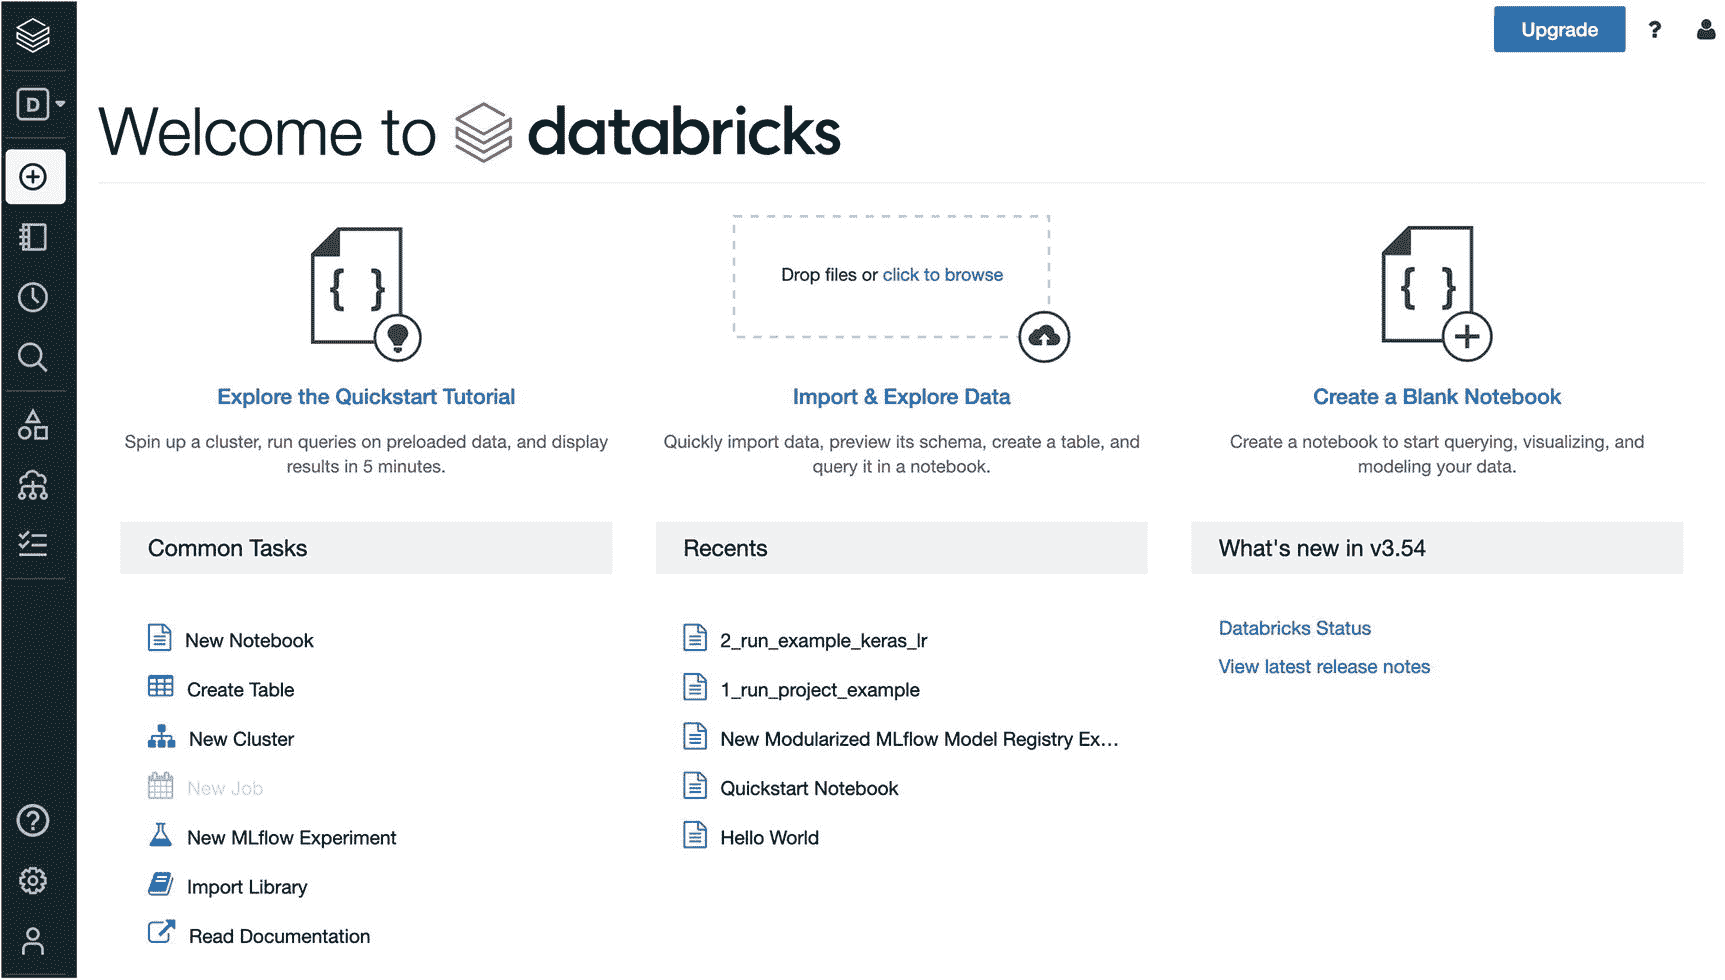 Upgrade ?
D
Welcome to databricks
{ }
Drop files or click to browse
{ }
Explore the Quickstart Tutorial
Spin up a cluster, run queries on preloaded data, and display
results in 5 minutes.
Import & Explore Data
Quickly import data, preview its schema, create a table, and
query it in a notebook.
Create a Blank Notebook
Create a notebook to start querying, visualizing, and
modeling your data.
Common Tasks
New Notebook
Create Table
New Cluster
New Job
New MLflow Experiment
Import Library
Read Documentation
Recents
2_run_example_keras_lr
1_run_project_example
New Modularized MLflow Model Registry Ex...
Quickstart Notebook
Hello World
What's new in v3.54
Databricks Status
View latest release notes
?